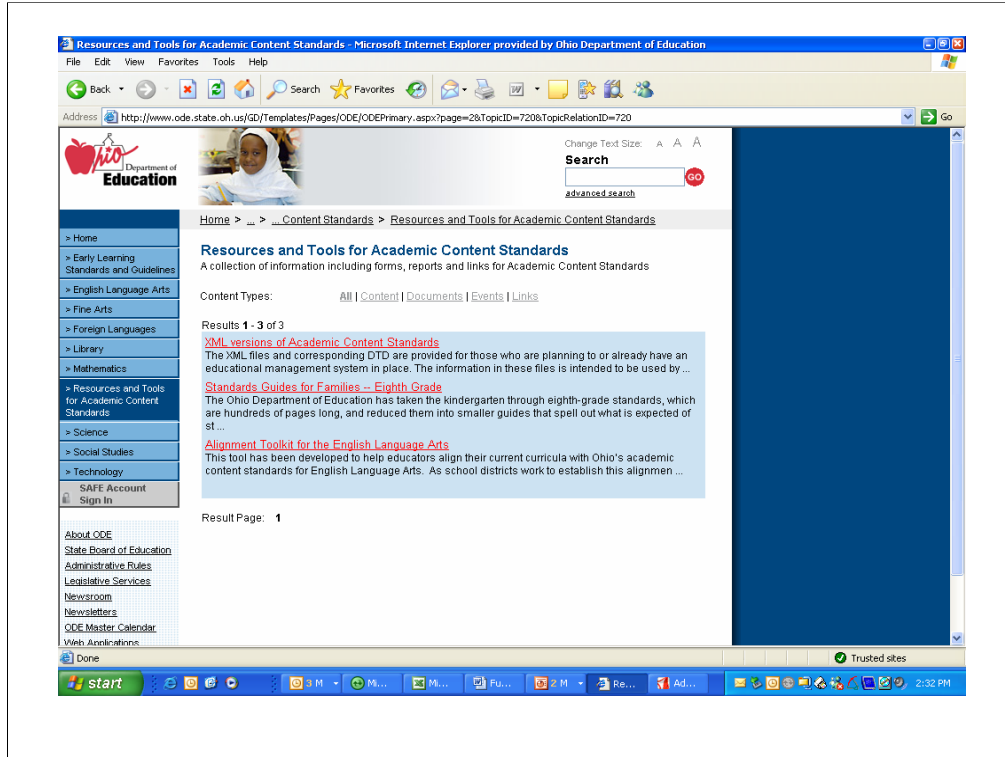 Resources and Tools for Academic Content Standards - Microsoft Internet Explorer provided by Ohio Department of Education
File Edit View Favorites Tools Help
Back Search Favorites
Address http://www.ode.state.oh.us/GD/Templates/Pages/ODE/ODEPrimary.aspx?page=2&TopicID=720&TopicRelationID=720 Go
Ohio
Department of
Education
Change Text Size: A A A
Search
GO
advanced search
Home > ... > ... Content Standards > Resources and Tools for Academic Content Standards
> Home
> Early Learning
Standards and Guidelines
> English Language Arts
> Fine Arts
> Foreign Languages
> Library
> Mathematics
> Resources and Tools
for Academic Content
Standards
> Science
> Social Studies
> Technology
SAFE Account
Sign In
About ODE
State Board of Education
Administrative Rules
Legislative Services
Newsroom
Newsletters
ODE Master Calendar
Web Applications
Resources and Tools for Academic Content Standards
A collection of information including forms, reports and links for Academic Content Standards
Content Types: All | Content | Documents | Events | Links
Results 1 - 3 of 3
XML versions of Academic Content Standards
The XML files and corresponding DTD are provided for those who are planning to or already have an
educational management system in place. The information in these files is intended to be used by ...
Standards Guides for Families -- Eighth Grade
The Ohio Department of Education has taken the kindergarten through eighth-grade standards, which
are hundreds of pages long, and reduced them into smaller guides that spell out what is expected of
st ...
Alignment Toolkit for the English Language Arts
This tool has been developed to help educators align their current curricula with Ohio's academic
content standards for English Language Arts. As school districts work to establish this alignmen ...
Result Page: 1
Done Trusted sites
start 3 M Mi... Mi... Fu... 2 M Re... Ad... 2:32 PM